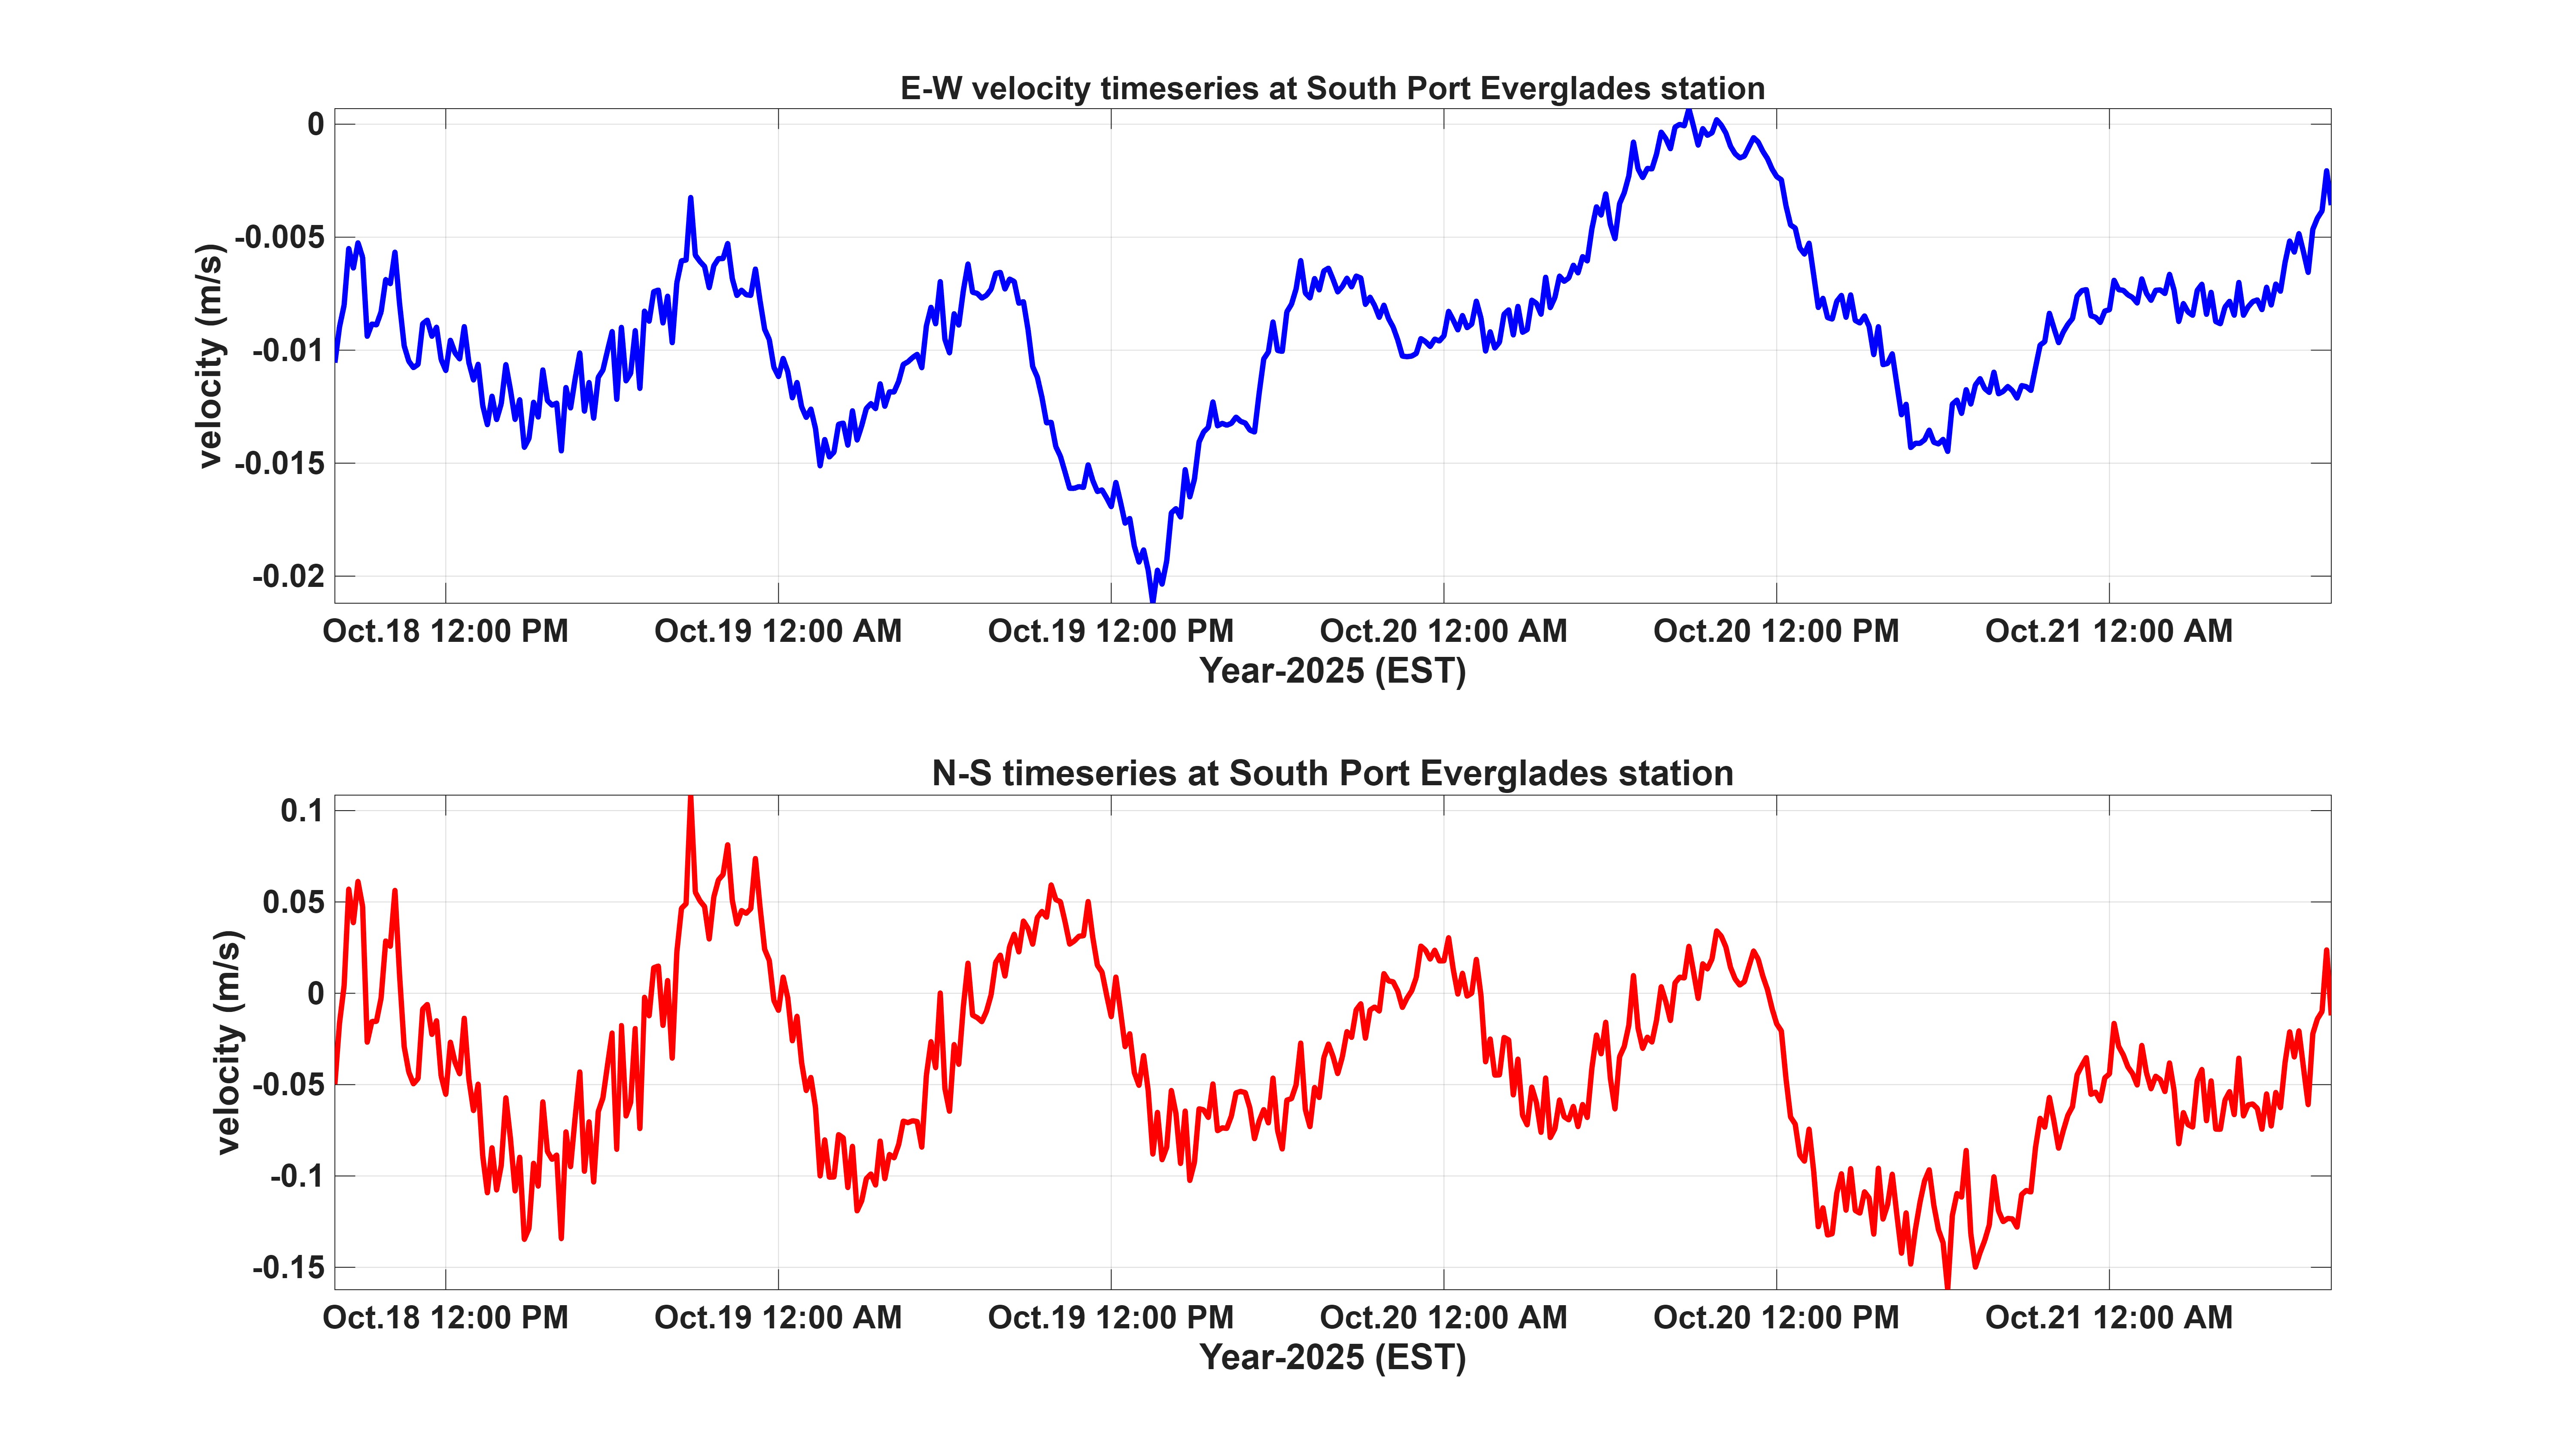 E-W velocity timeseries at South Port Everglades station
0
-0.005
-0.01
-0.015
-0.02
velocity (m/s)
Oct.18 12:00 PM Oct.19 12:00 AM Oct.19 12:00 PM Oct.20 12:00 AM Oct.20 12:00 PM Oct.21 12:00 AM
Year-2025 (EST)
N-S timeseries at South Port Everglades station
0.1
0.05
0
-0.05
-0.1
-0.15
velocity (m/s)
Oct.18 12:00 PM Oct.19 12:00 AM Oct.19 12:00 PM Oct.20 12:00 AM Oct.20 12:00 PM Oct.21 12:00 AM
Year-2025 (EST)